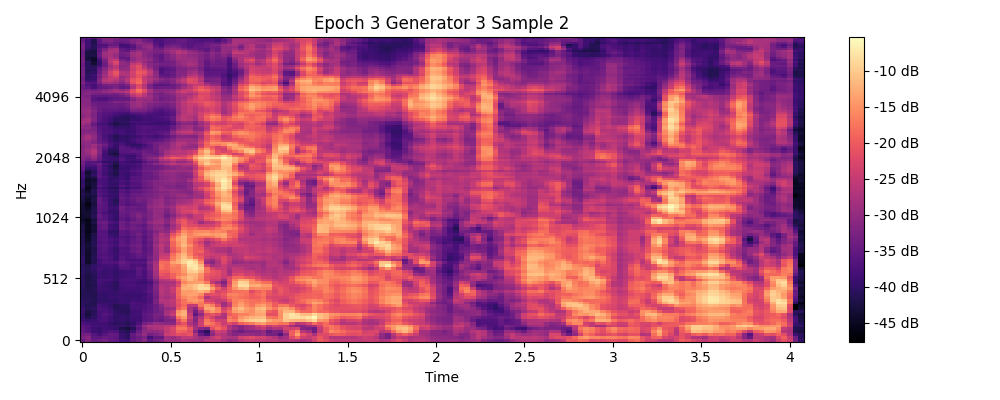 Epoch 3 Generator 3 Sample 2
Hz
4096
2048
1024
512
0
0
0.5
1
1.5
2
2.5
3
3.5
4
Time
-10 dB
-15 dB
-20 dB
-25 dB
-30 dB
-35 dB
-40 dB
-45 dB